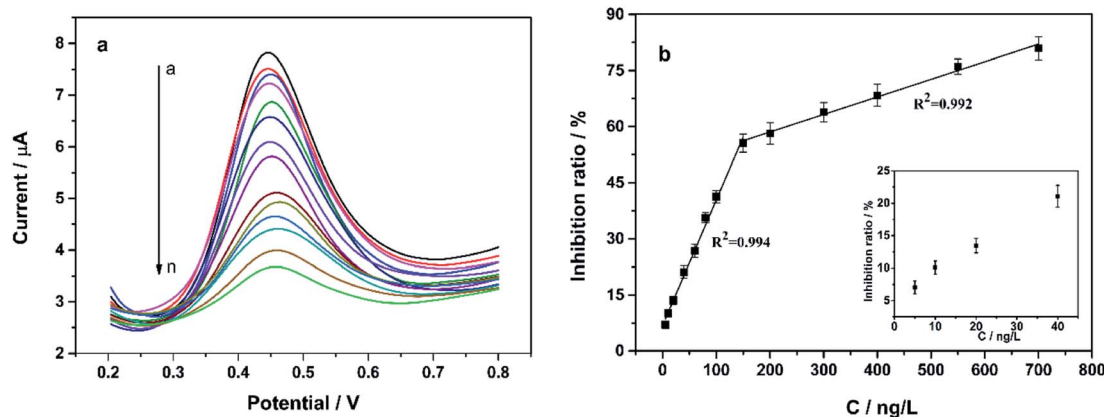 a
a
n
8
7
6
5
4
3
2
0.2 0.3 0.4 0.5 0.6 0.7 0.8
Current / μA
Potential / V
b
90
75
60
45
30
15
0
0 100 200 300 400 500 600 700 800
Inhibition ratio / %
C / ng/L
R²=0.992
R²=0.994
25
20
15
10
5
0 10 20 30 40
Inhibition ratio / %
C / ng/L